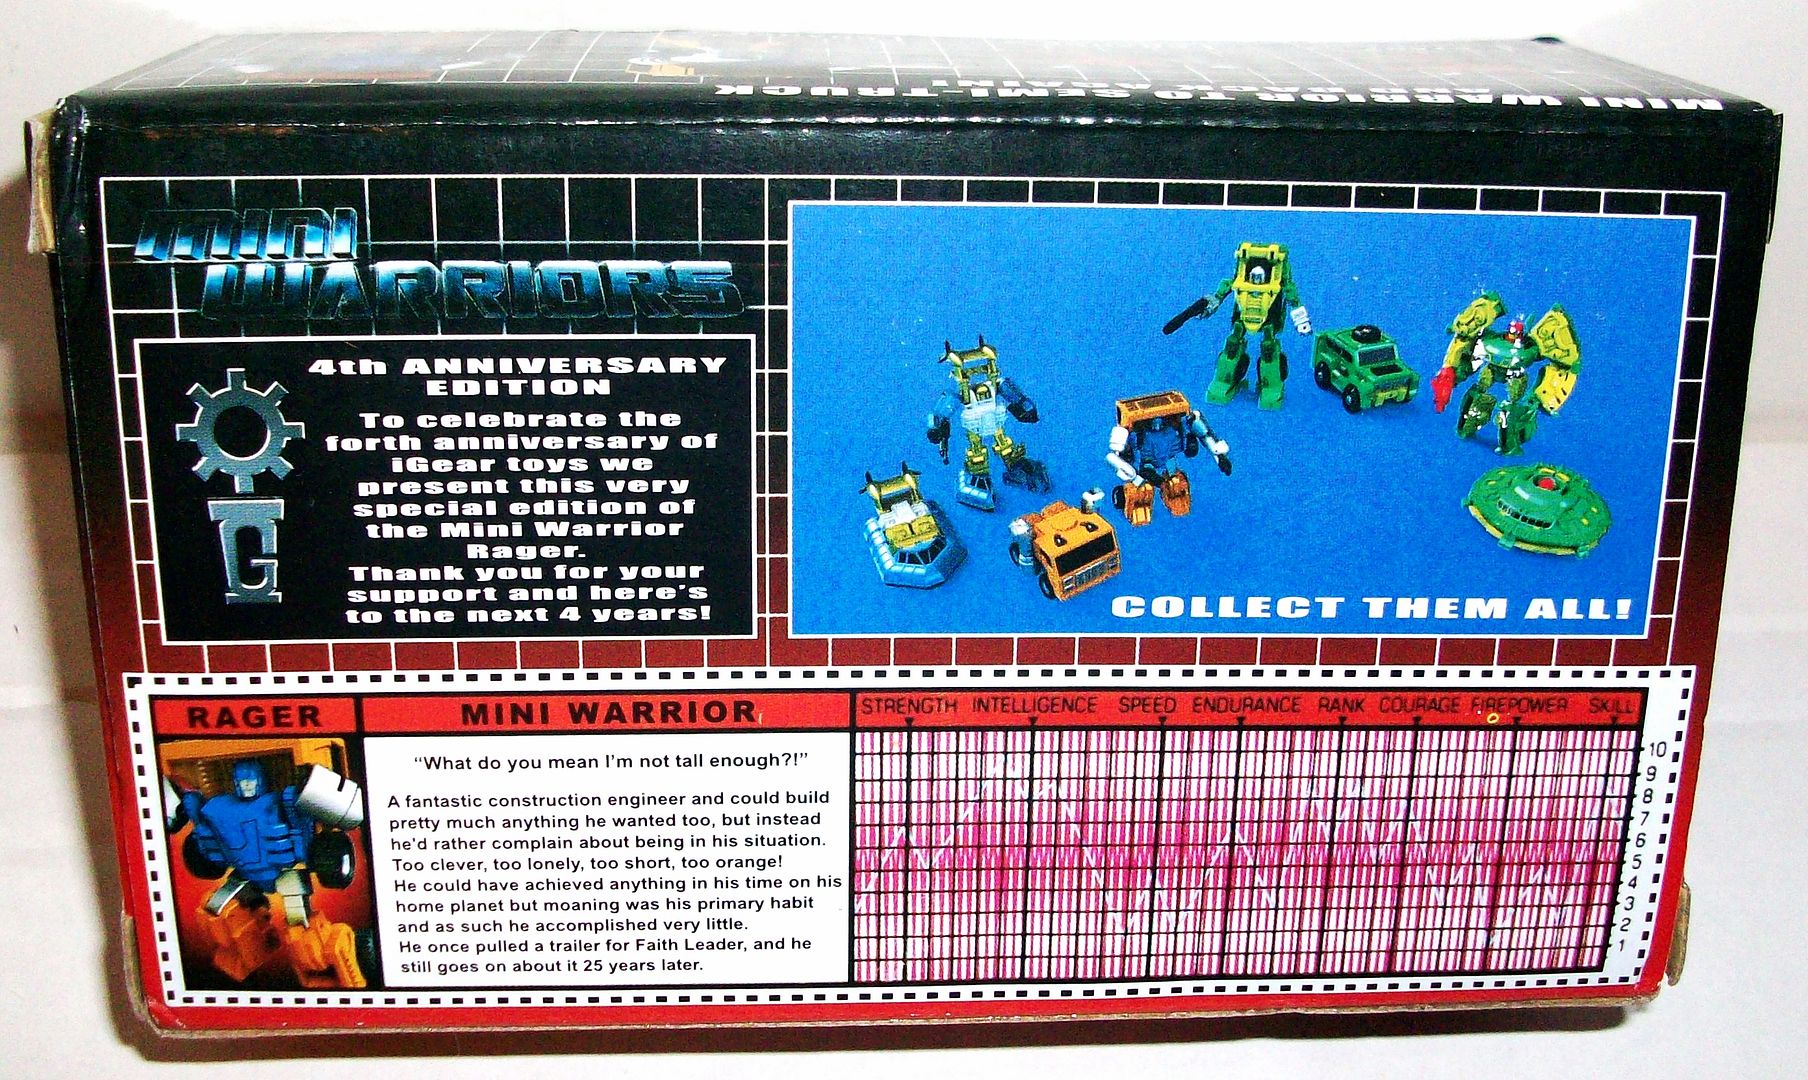 MINI WARRIOR TO SEMI-TRUCK
MINI
WARRIORS
4th ANNIVERSARY
EDITION
To celebrate the
forth anniversary of
iGear toys we
present this very
special edition of
the Mini Warrior
Rager.
Thank you for your
support and here's
to the next 4 years!
iG
COLLECT THEM ALL!
RAGER
MINI WARRIOR
“What do you mean I'm not tall enough?!”
A fantastic construction engineer and could build
pretty much anything he wanted too, but instead
he'd rather complain about being in his situation.
Too clever, too lonely, too short, too orange!
He could have achieved anything in his time on his
home planet but moaning was his primary habit
and as such he accomplished very little.
He once pulled a trailer for Faith Leader, and he
still goes on about it 25 years later.
STRENGTH INTELLIGENCE SPEED ENDURANCE RANK COURAGE FIREPOWER SKILL
10
9
8
7
6
5
4
3
2
1